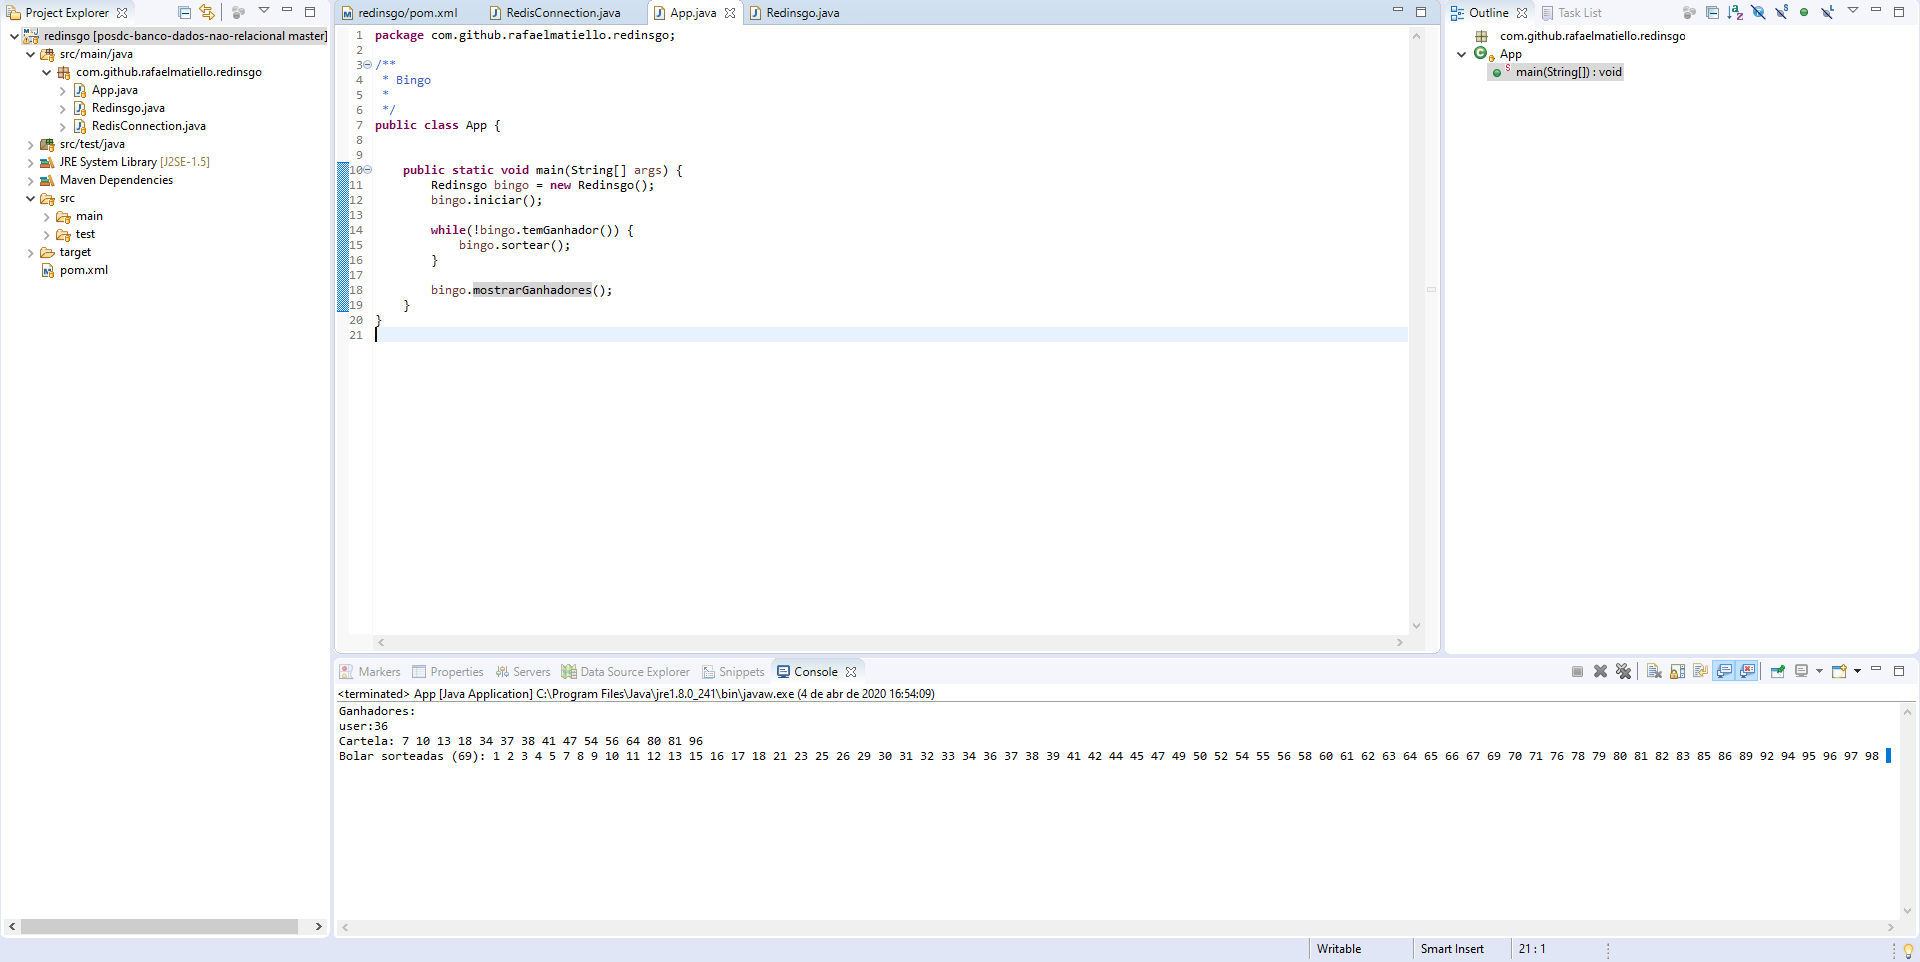 Project Explorer
redinsgo [posdc-banco-dados-nao-relacional master]
src/main/java
com.github.rafaelmatiello.redinsgo
App.java
Redinsgo.java
RedisConnection.java
src/test/java
JRE System Library [J2SE-1.5]
Maven Dependencies
src
main
test
target
pom.xml
redinsgo/pom.xml
RedisConnection.java
App.java
Redinsgo.java
1 package com.github.rafaelmatiello.redinsgo;
2
3 /**
4 * Bingo
5 *
6 */
7 public class App {
8
9
10 public static void main(String[] args) {
11 Redinsgo bingo = new Redinsgo();
12 bingo.iniciar();
13
14 while(!bingo.temGanhador()) {
15 bingo.sortear();
16 }
17
18 bingo.mostrarGanhadores();
19 }
20 }
21
Outline
Task List
com.github.rafaelmatiello.redinsgo
App
main(String[]) : void
Markers
Properties
Servers
Data Source Explorer
Snippets
Console
<terminated> App [Java Application] C:\Program Files\Java\jre1.8.0_241\bin\javaw.exe (4 de abr de 2020 16:54:09)
Ganhadores:
user:36
Cartela: 7 10 13 18 34 37 38 41 47 54 56 64 80 81 96
Bolar sorteadas (69): 1 2 3 4 5 7 8 9 10 11 12 13 15 16 17 18 21 23 25 26 29 30 31 32 33 34 36 37 38 39 41 42 44 45 47 49 50 52 54 55 56 58 60 61 62 63 64 65 66 67 69 70 71 76 78 79 80 81 82 83 85 86 89 92 94 95 96 97 98
Writable
Smart Insert
21 : 1